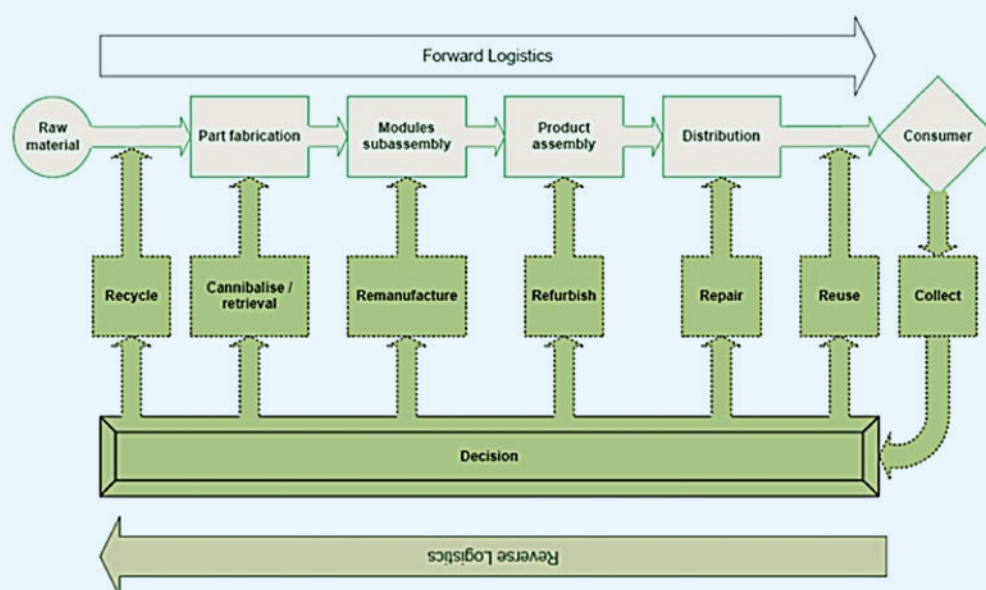 Forward Logistics
Raw
material
Part fabrication
Modules
subassembly
Product
assembly
Distribution
Consumer
Recycle
Cannibalise /
retrieval
Remanufacture
Refurbish
Repair
Reuse
Collect
Decision
Reverse Logistics